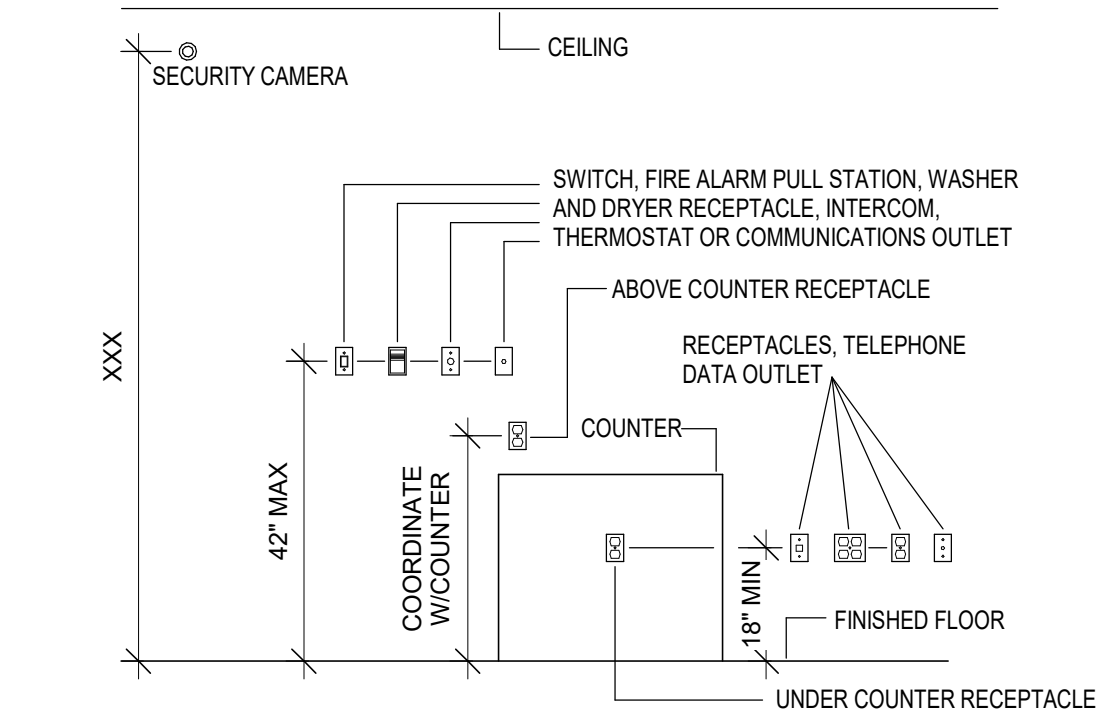 CEILING
SECURITY CAMERA
SWITCH, FIRE ALARM PULL STATION, WASHER
AND DRYER RECEPTACLE, INTERCOM,
THERMOSTAT OR COMMUNICATIONS OUTLET
ABOVE COUNTER RECEPTACLE
RECEPTACLES, TELEPHONE
DATA OUTLET
XXX
COUNTER
42" MAX
COORDINATE
W/COUNTER
18" MIN
FINISHED FLOOR
UNDER COUNTER RECEPTACLE